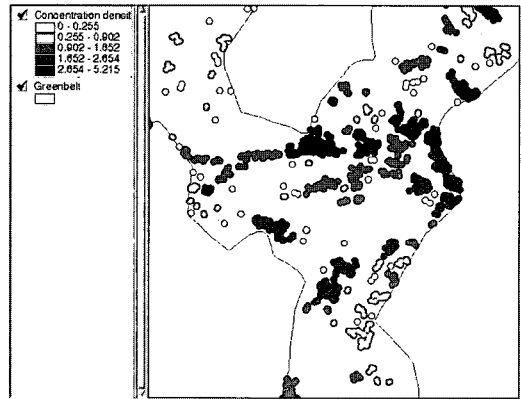 Concentration densit
0 - 0.255
0.255 - 0.902
0.902 - 1.652
1.652 - 2.654
2.654 - 5.215
Greenbelt